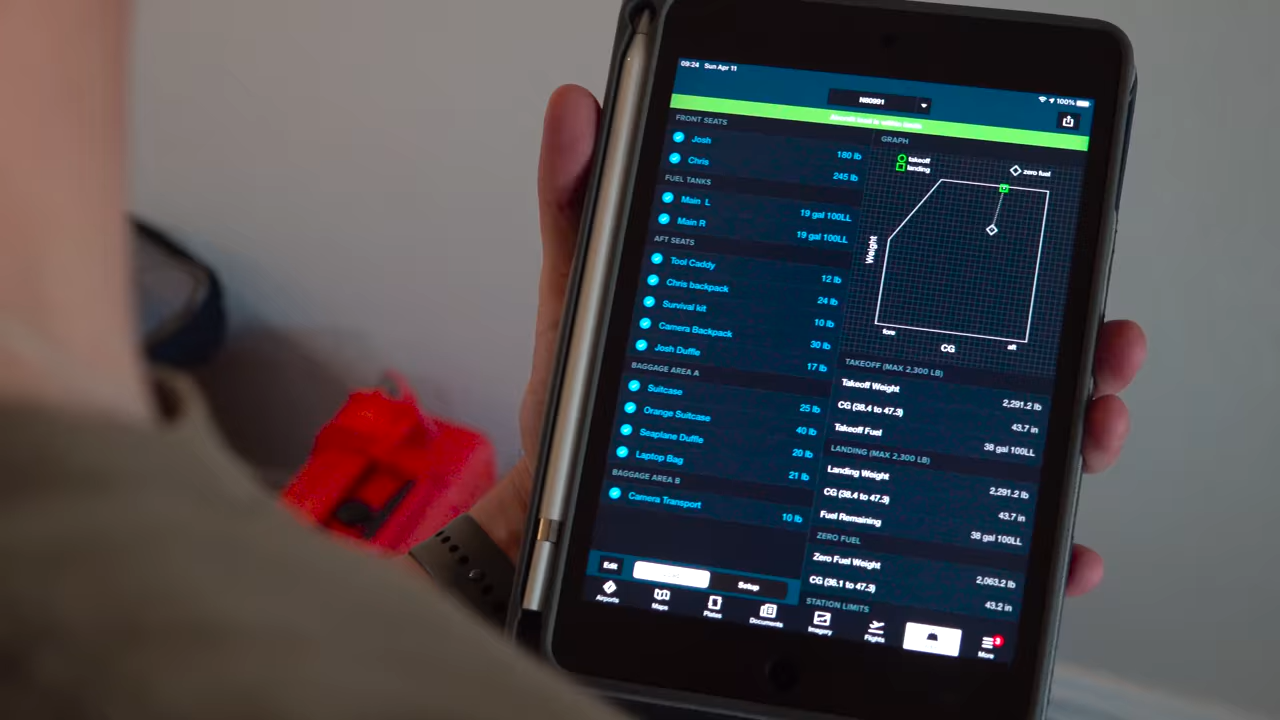 09:24 Sun Apr 11
100%
N80991
Aircraft load is within limits
FRONT SEATS
Josh 180 lb
Chris 245 lb
FUEL TANKS
Main L 19 gal 100LL
Main R 19 gal 100LL
AFT SEATS
Tool Caddy 12 lb
Chris backpack 24 lb
Survival kit 10 lb
Camera Backpack 30 lb
Josh Duffle 17 lb
BAGGAGE AREA A
Suitcase 25 lb
Orange Suitcase 40 lb
Seaplane Duffle 20 lb
Laptop Bag 21 lb
BAGGAGE AREA B
Camera Transport 10 lb
GRAPH
takeoff
landing
zero fuel
Weight
fore
aft
CG
TAKEOFF (MAX 2,300 LB)
Takeoff Weight 2,291.2 lb
CG (38.4 to 47.3) 43.7 in
Takeoff Fuel 38 gal 100LL
LANDING (MAX 2,300 LB)
Landing Weight 2,291.2 lb
CG (38.4 to 47.3) 43.7 in
Fuel Remaining 38 gal 100LL
ZERO FUEL
Zero Fuel Weight 2,063.2 lb
CG (36.1 to 47.3) 43.2 in
STATION LIMITS
Edit
Setup
Airports
Maps
Plates
Documents
Imagery
Flights
More
3